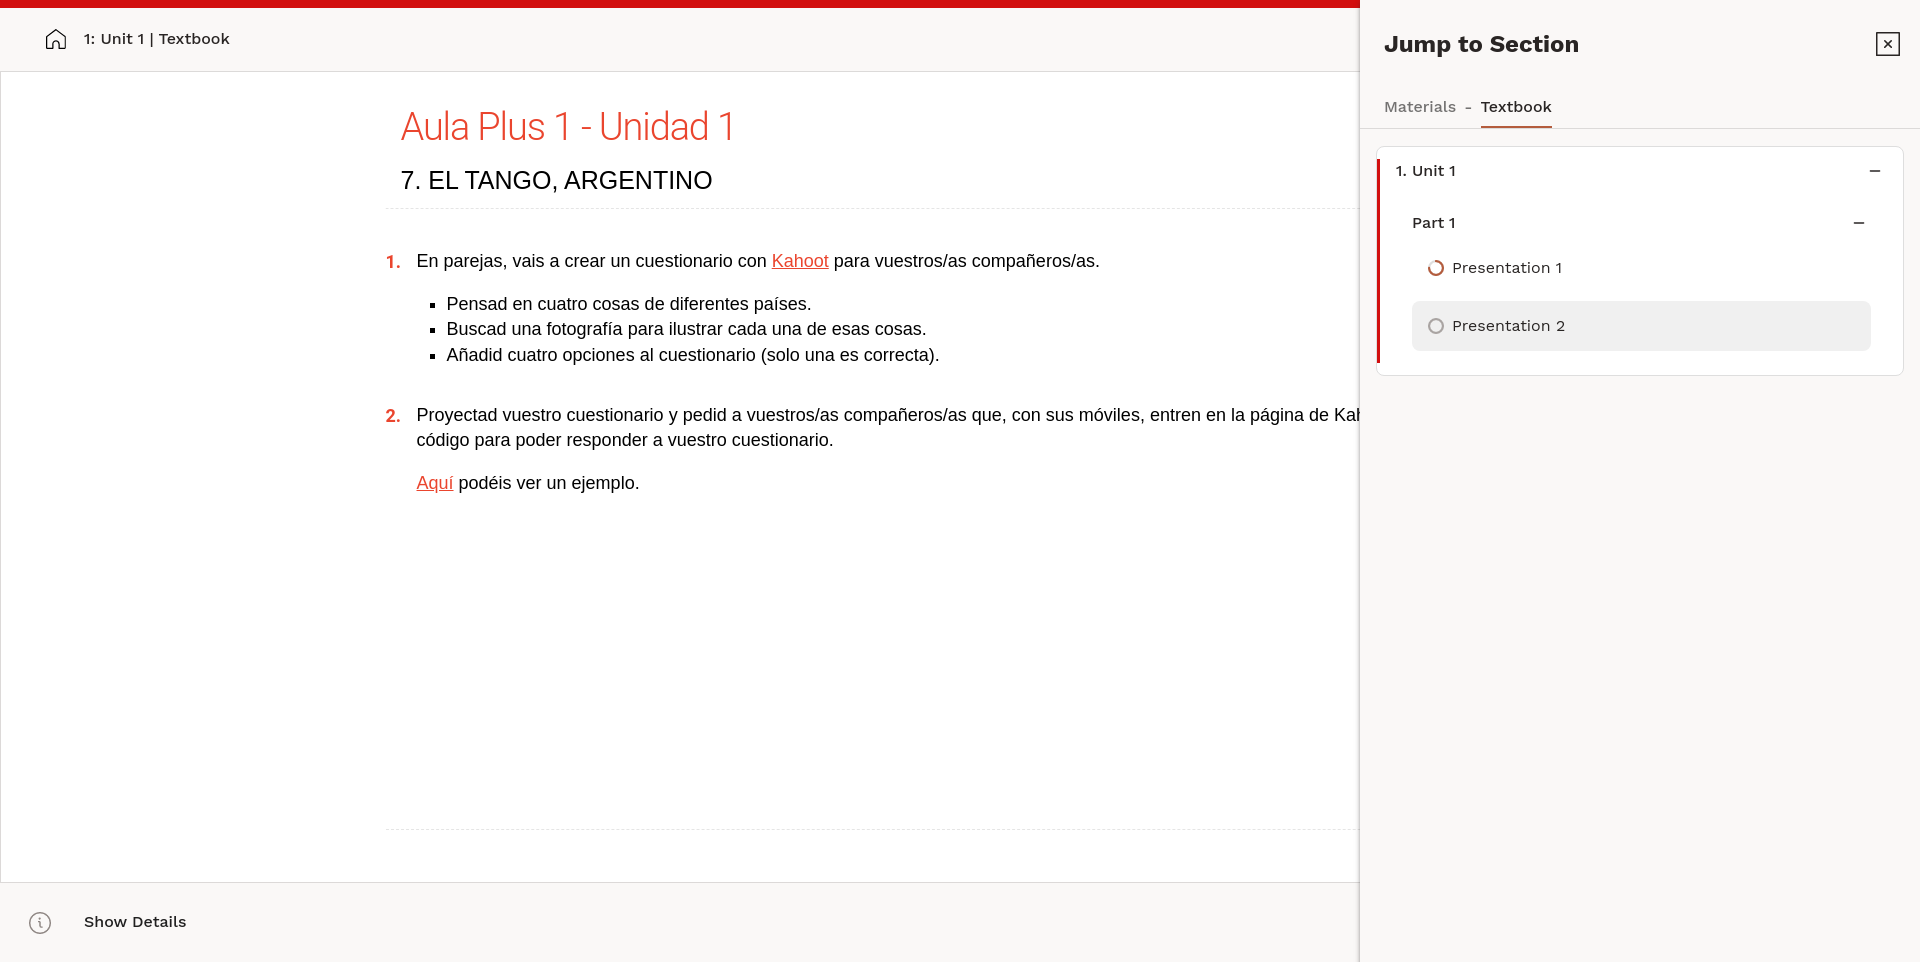 1: Unit 1 | Textbook
Aula Plus 1 - Unidad 1
7. EL TANGO, ARGENTINO
1. En parejas, vais a crear un cuestionario con Kahoot para vuestros/as compañeros/as.
▪ Pensad en cuatro cosas de diferentes países.
▪ Buscad una fotografía para ilustrar cada una de esas cosas.
▪ Añadid cuatro opciones al cuestionario (solo una es correcta).
2. Proyectad vuestro cuestionario y pedid a vuestros/as compañeros/as que, con sus móviles, entren en la página de
código para poder responder a vuestro cuestionario.
Aquí podéis ver un ejemplo.
Show Details
Jump to Section
Materials - Textbook
1. Unit 1
Part 1
Presentation 1
Presentation 2